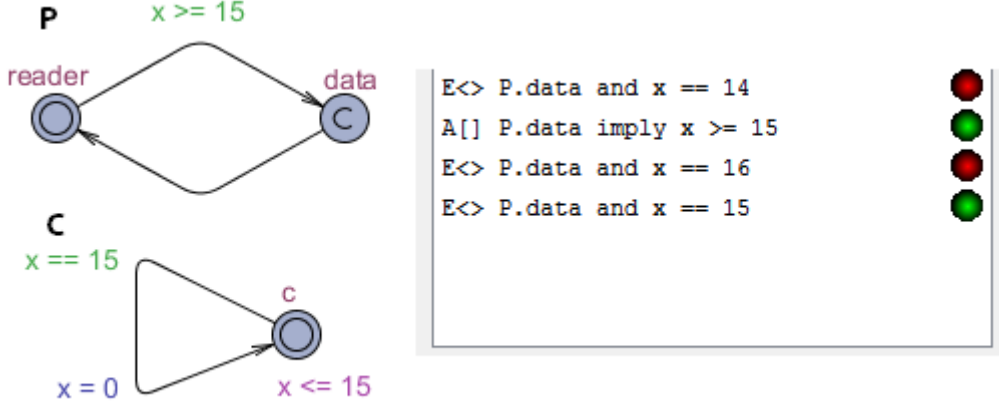 P
x >= 15
reader
data
C
C
x == 15
c
x = 0
x <= 15
E<> P.data and x == 14
A[] P.data imply x >= 15
E<> P.data and x == 16
E<> P.data and x == 15